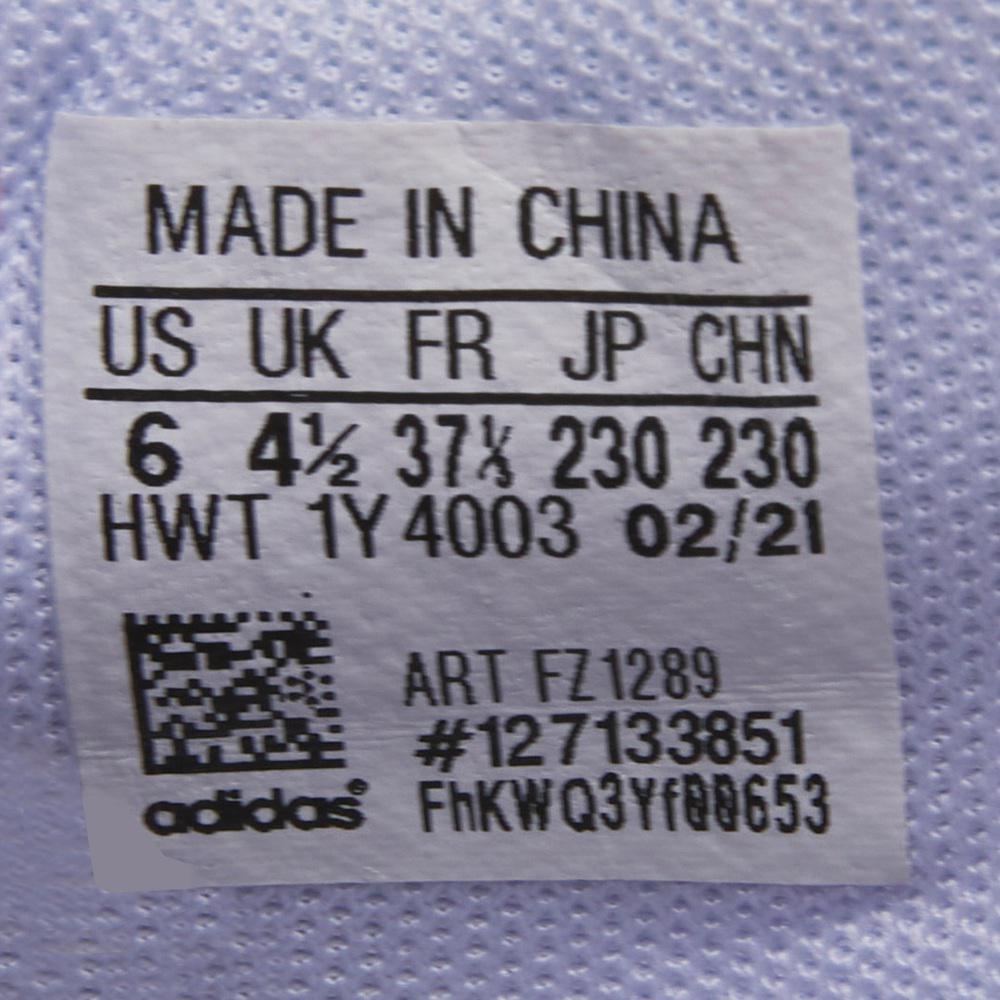 MADE IN CHINA
US UK FR JP CHN
6 4½ 37⅓ 230 230
HWT 1Y4003 02/21
ART FZ1289
#127133851
FhKWQ3Yf00653
adidas®